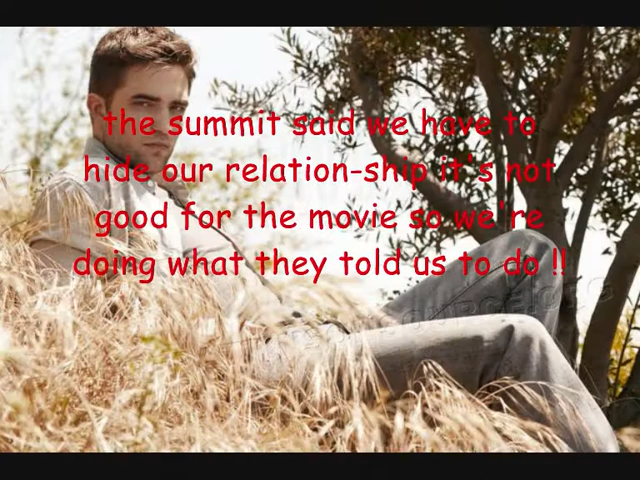 the summit said we have to
hide our relation-ship it's not
good for the movie so we're
doing what they told us to do !!